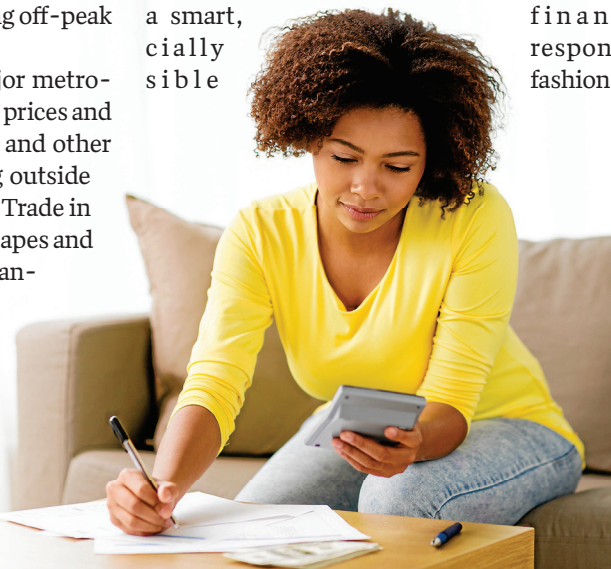 g off-peak
jor metro-
prices and
and other
g outside
Trade in
apes and
an-
a smart, finan
cially respon
sible fashion